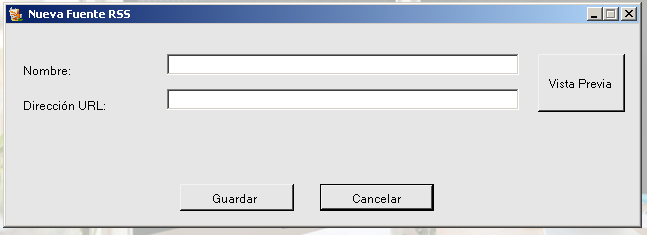 Nueva Fuente RSS
Nombre:
Dirección URL:
Vista Previa
Guardar
Cancelar